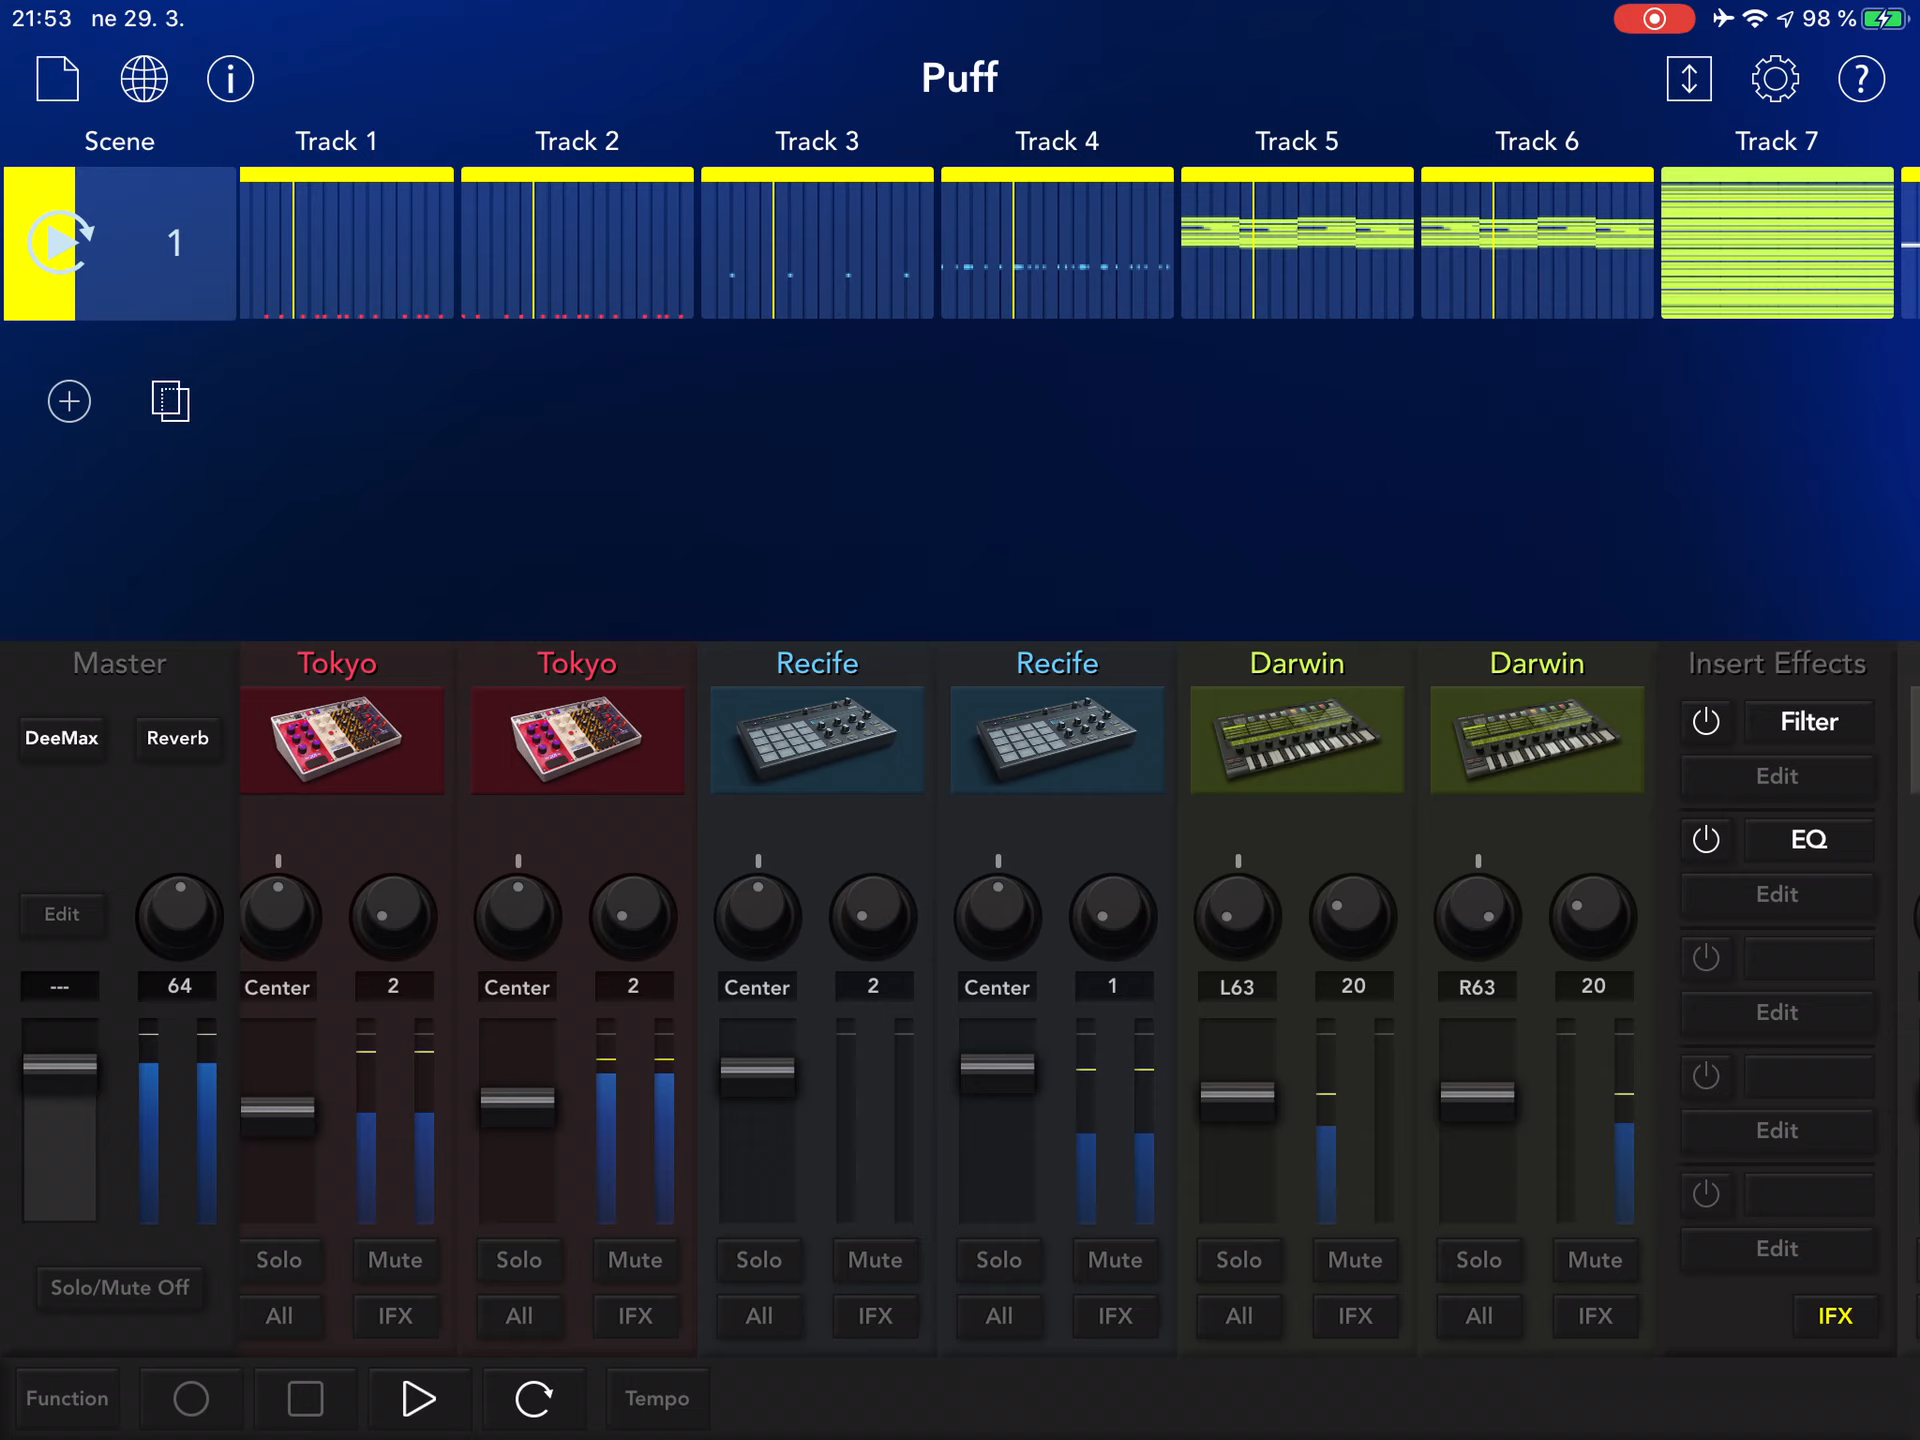 21:53 ne 29. 3. 98 %
Puff
Scene Track 1 Track 2 Track 3 Track 4 Track 5 Track 6 Track 7
1
Master Tokyo Tokyo Recife Recife Darwin Darwin Insert Effects
DeeMax Reverb Filter
Edit
EQ
Edit Edit
--- 64 Center 2 Center 2 Center 2 Center 1 L63 20 R63 20
Edit
Edit
Edit
Solo Mute Solo Mute Solo Mute Solo Mute Solo Mute Solo Mute
Solo/Mute Off
All IFX All IFX All IFX All IFX All IFX All IFX IFX
Function Tempo